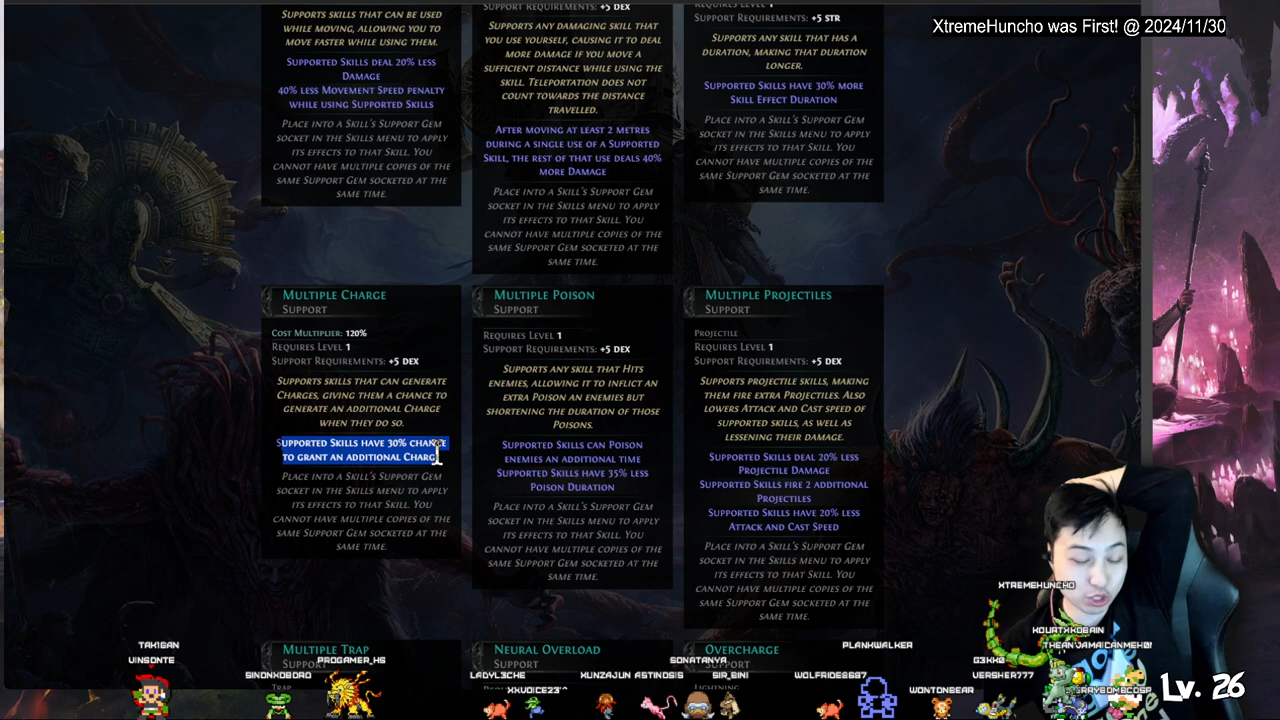 XtremeHuncho was First! @ 2024/11/30
Supports skills that can be used
while moving, allowing you to
move faster while using them.
Supported Skills deal 20% less
Damage
40% less Movement Speed penalty
while using Supported Skills
Place into a Skill's Support Gem
socket in the Skills menu to apply
its effects to that Skill. You
cannot have multiple copies of the
same Support Gem socketed at the
same time.
Support Requirements: +5 Dex
Supports any damaging skill that
you use yourself, causing it to deal
more damage if you move a
sufficient distance while using the
skill. Teleportation does not
count towards the distance
travelled.
After moving at least 2 metres
during a single use of a Supported
Skill, the rest of that use deals 40%
more Damage
Place into a Skill's Support Gem
socket in the Skills menu to apply
its effects to that Skill. You
cannot have multiple copies of the
same Support Gem socketed at the
same time.
Requires Level 1
Support Requirements: +5 Str
Supports any skill that has a
duration, making that duration
longer.
Supported Skills have 30% more
Skill Effect Duration
Place into a Skill's Support Gem
socket in the Skills menu to apply
its effects to that Skill. You
cannot have multiple copies of the
same Support Gem socketed at the
same time.
Multiple Charge
Support
Cost Multiplier: 120%
Requires Level 1
Support Requirements: +5 Dex
Supports skills that can generate
Charges, giving them a chance to
generate an additional Charge
when they do so.
Supported Skills have 30% chance
to grant an additional Charge
Place into a Skill's Support Gem
socket in the Skills menu to apply
its effects to that Skill. You
cannot have multiple copies of the
same Support Gem socketed at the
same time.
Multiple Poison
Support
Requires Level 1
Support Requirements: +5 Dex
Supports any skill that Hits
enemies, allowing it to inflict an
extra Poison an enemies but
shortening the duration of those
Poisons.
Supported Skills can Poison
enemies an additional time
Supported Skills have 35% less
Poison Duration
Place into a Skill's Support Gem
socket in the Skills menu to apply
its effects to that Skill. You
cannot have multiple copies of the
same Support Gem socketed at the
same time.
Multiple Projectiles
Support
Projectile
Requires Level 1
Support Requirements: +5 Dex
Supports projectile skills, making
them fire extra Projectiles. Also
lowers Attack and Cast speed of
supported skills, as well as
lessening their damage.
Supported Skills deal 20% less
Projectile Damage
Supported Skills fire 2 additional
Projectiles
Supported Skills have 20% less
Attack and Cast Speed
Place into a Skill's Support Gem
socket in the Skills menu to apply
its effects to that Skill. You
cannot have multiple copies of the
same Support Gem socketed at the
same time.
Multiple Trap
Support
Trap
Neural Overload
Support
Overcharge
Support
Lightning
XTREMEHUNCHO
KOURTXKOBAIN
TAK1SAN
VINSONTE
PROGAMER_HS
SINDNXOBORO
LADYL3CHE
XUNZAJUN
ASTINOS1S
SONATANYA
SIR_BINI
PLANKWALKER
WOLFRIDE8687
WONTONBEAR
G3KK0
VERSHER777
Lv. 26